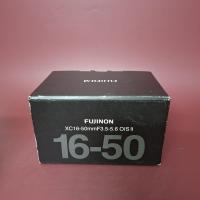 FUJIFILM
FUJINON
XC16-50mmF3.5-5.6 OIS II
16-50